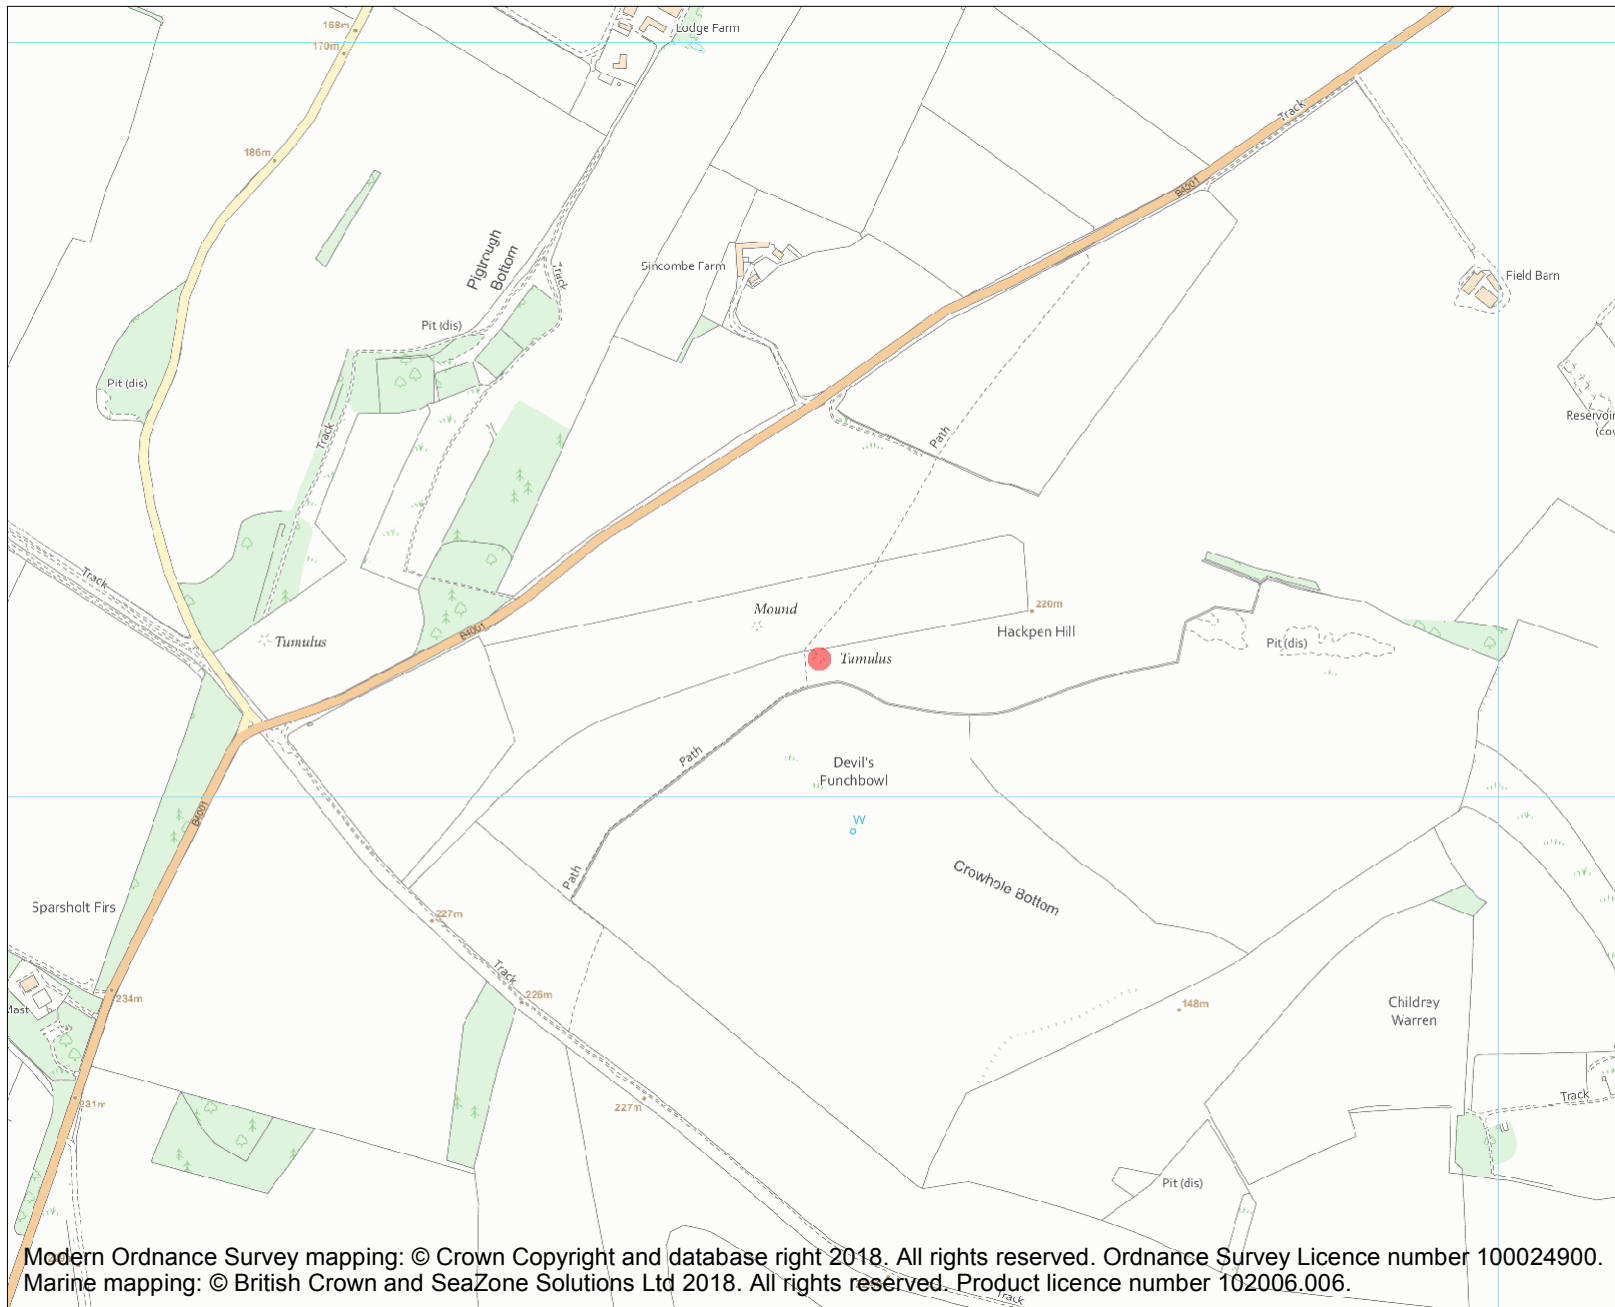 168m
170m
Lodge Farm
Track
186m
B4001
Piglrough
Bottom
Sincombe Farm
Track
Field Barn
Pit (dis)
Pit (dis)
Reservoir
(cov
Track
Path
Track
Mound
220m
Hackpen Hill
B4001
Tumulus
Pit (dis)
Tumulus
Path
Devil's
Punchbowl
B4001
W
Path
Crowhole Bottom
Sparsholt Firs
227m
Track
226m
234m
Mast
148m
Childrey
Warren
231m
227m
Track
Pit (dis)
Modern Ordnance Survey mapping: © Crown Copyright and database right 2018. All rights reserved. Ordnance Survey Licence number 100024900.
Marine mapping: © British Crown and SeaZone Solutions Ltd 2018. All rights reserved. Product licence number 102006.006.
Track